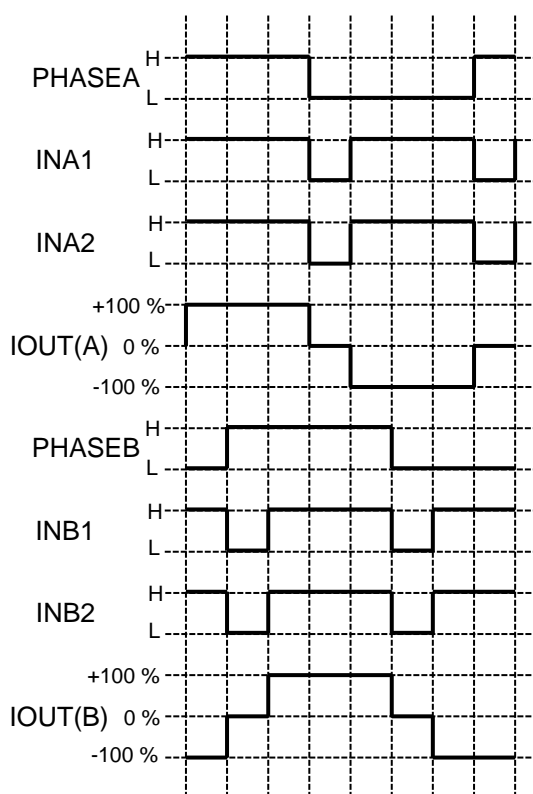 H
PHASEA
L
H
INA1
L
H
INA2
L
+100 %
IOUT(A) 0 %
-100 %
H
PHASEB
L
H
INB1
L
H
INB2
L
+100 %
IOUT(B) 0 %
-100 %